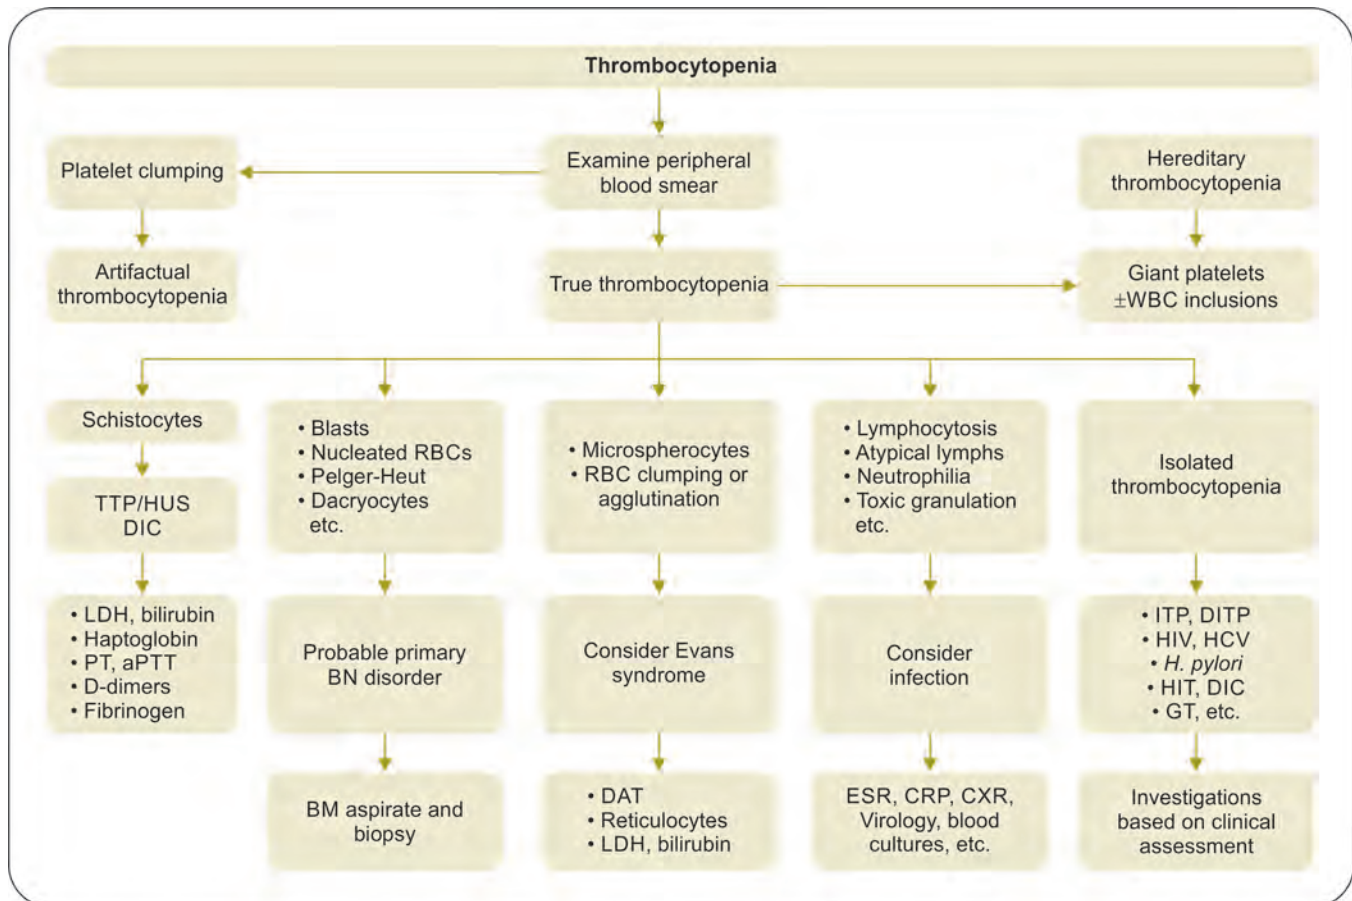 Thrombocytopenia
Platelet clumping
Examine peripheral
blood smear
Hereditary
thrombocytopenia
Artifactual
thrombocytopenia
True thrombocytopenia
Giant platelets
±WBC inclusions
Schistocytes
• Blasts
• Nucleated RBCs
• Pelger-Heut
• Dacryocytes
etc.
• Microspherocytes
• RBC clumping or
agglutination
• Lymphocytosis
• Atypical lymphs
• Neutrophilia
• Toxic granulation
etc.
Isolated
thrombocytopenia
TTP/HUS
DIC
• LDH, bilirubin
• Haptoglobin
• PT, aPTT
• D-dimers
• Fibrinogen
Probable primary
BN disorder
Consider Evans
syndrome
Consider
infection
• ITP, DITP
• HIV, HCV
• H. pylori
• HIT, DIC
• GT, etc.
BM aspirate and
biopsy
• DAT
• Reticulocytes
• LDH, bilirubin
ESR, CRP, CXR,
Virology, blood
cultures, etc.
Investigations
based on clinical
assessment